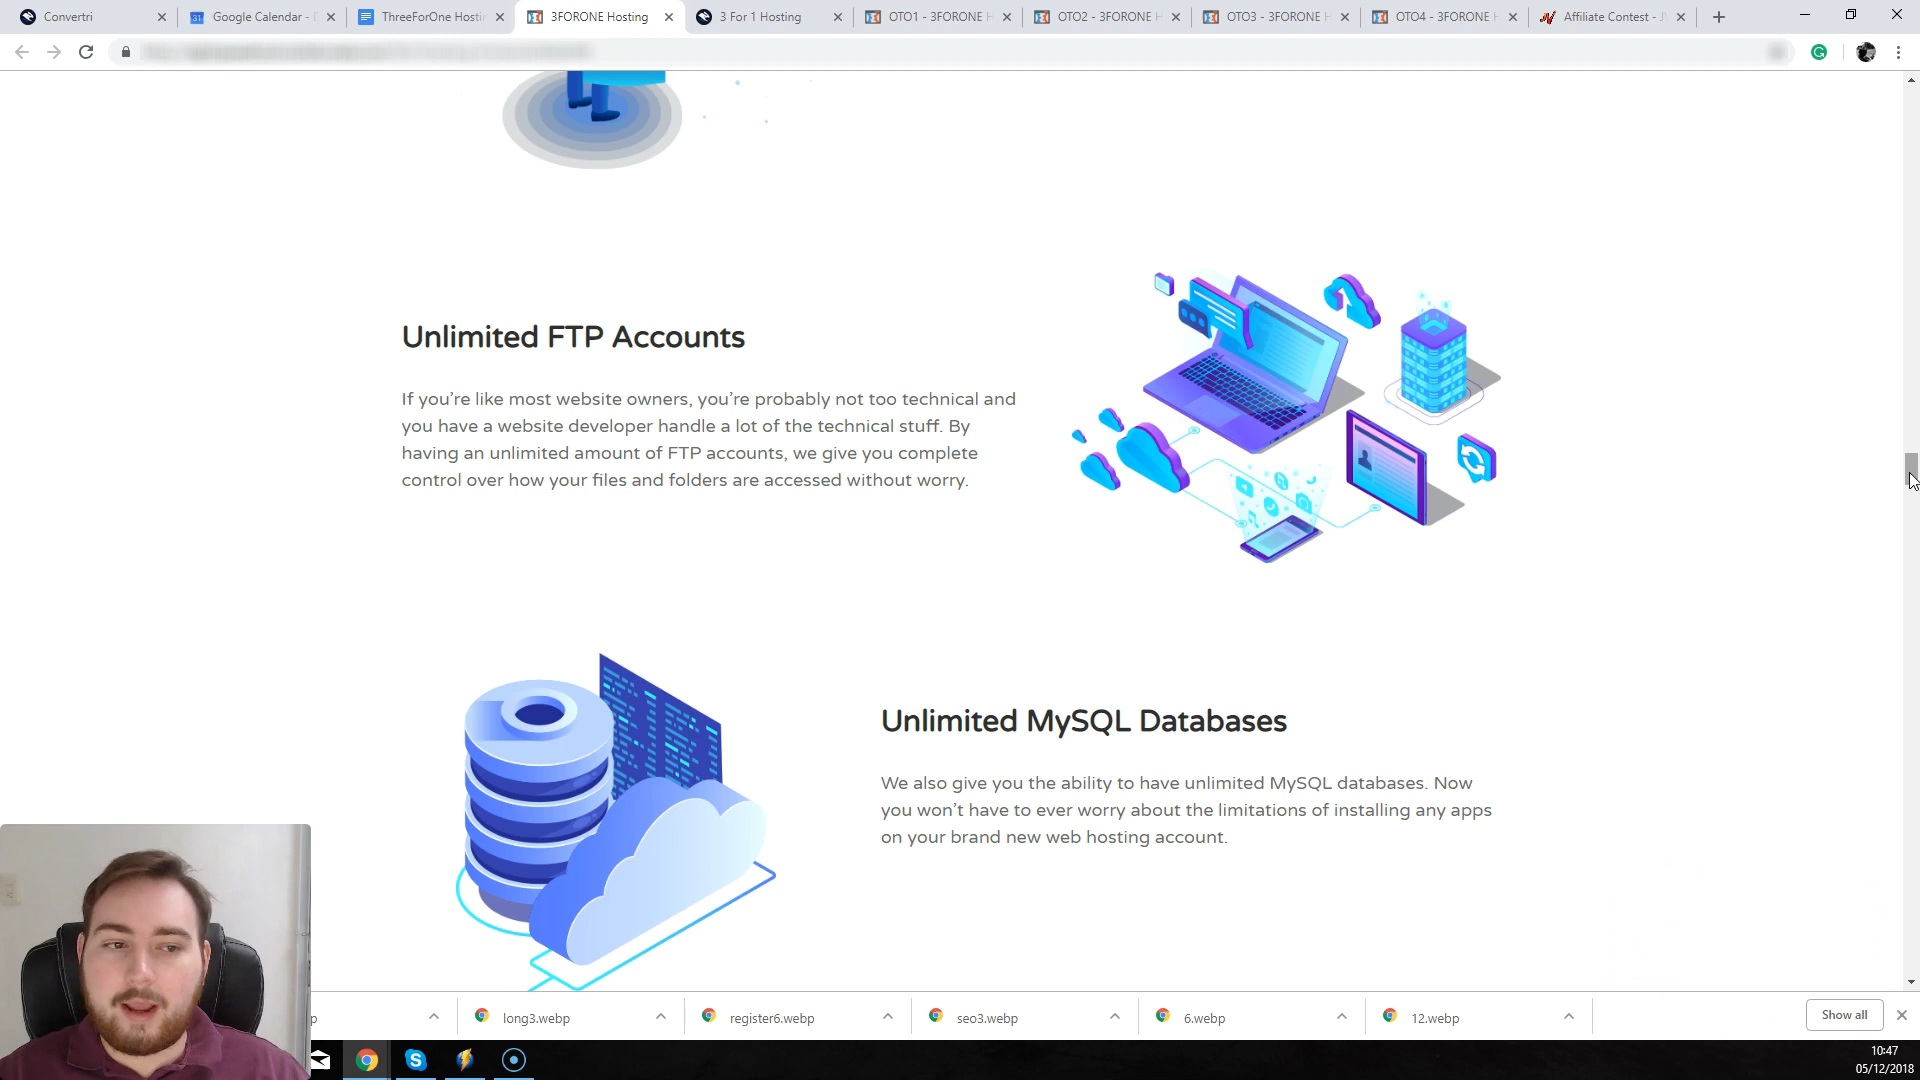 Convertri
Google Calendar - D
ThreeForOne Hosti
3FORONE Hosting
3 For 1 Hosting
OTO1 - 3FORONE H
OTO2 - 3FORONE H
OTO3 - 3FORONE H
OTO4 - 3FORONE H
Affiliate Contest - J
Unlimited FTP Accounts
If you’re like most website owners, you’re probably not too technical and
you have a website developer handle a lot of the technical stuff. By
having an unlimited amount of FTP accounts, we give you complete
control over how your files and folders are accessed without worry.
Unlimited MySQL Databases
We also give you the ability to have unlimited MySQL databases. Now
you won’t have to ever worry about the limitations of installing any apps
on your brand new web hosting account.
p
long3.webp
register6.webp
seo3.webp
6.webp
12.webp
Show all
10:47
05/12/2018